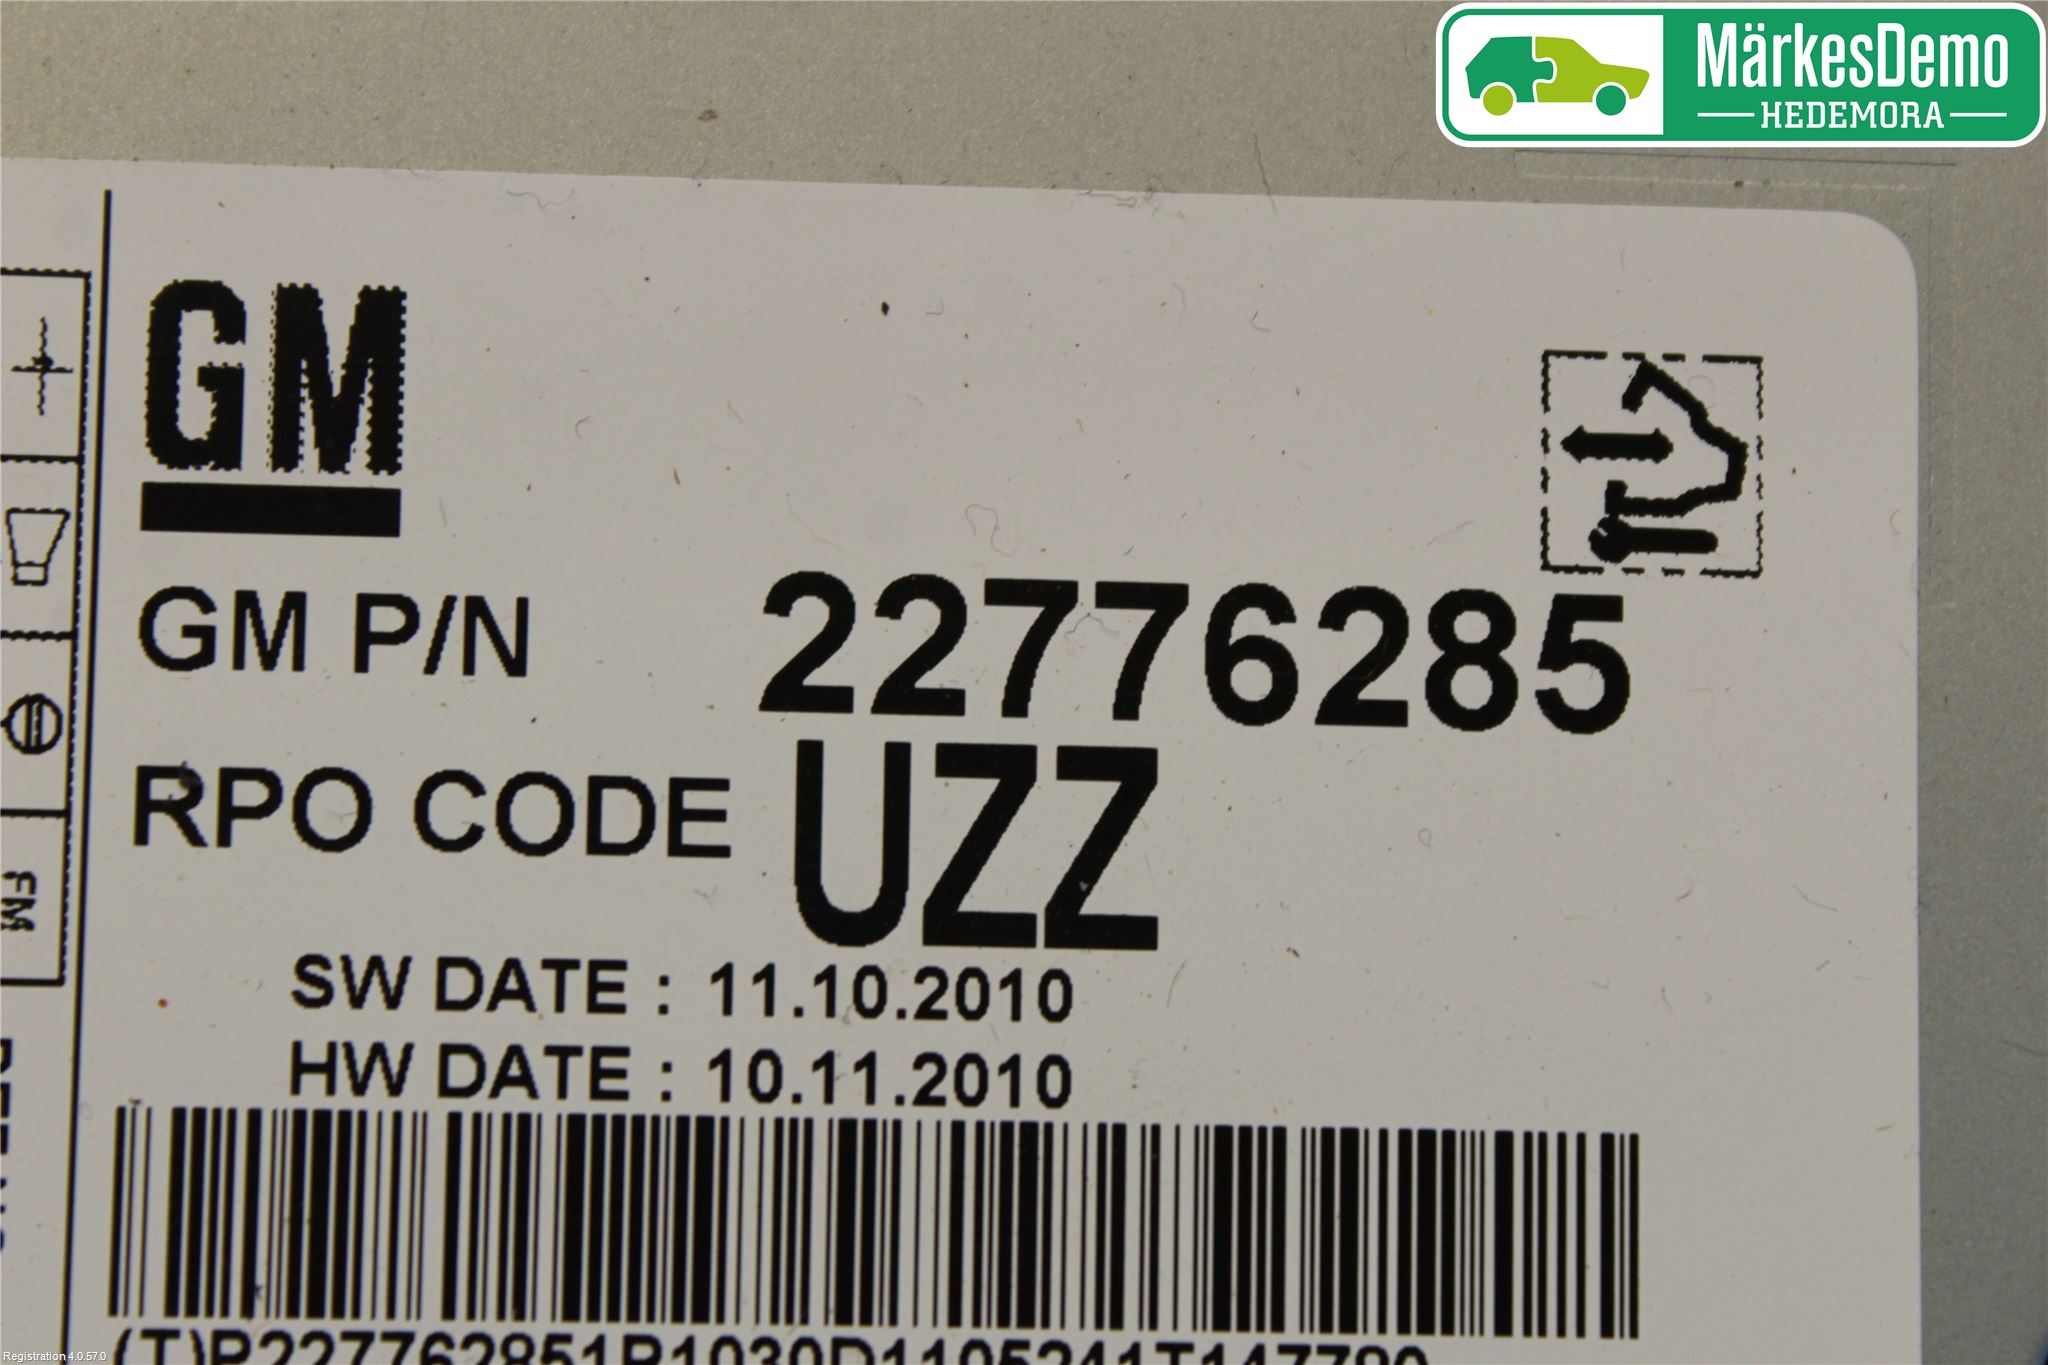 MärkesDemo
HEDEMORA
GM
GM P/N 22776285
RPO CODE UZZ
SW DATE : 11.10.2010
HW DATE : 10.11.2010
FM
Registration 4.0.57.0